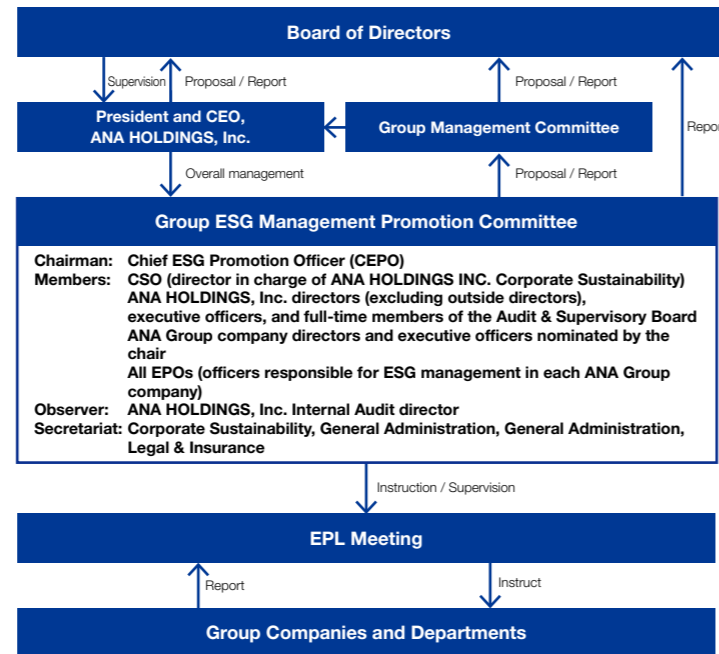 Board of Directors
Supervision
Proposal / Report
Proposal / Report
President and CEO,
ANA HOLDINGS, Inc.
Group Management Committee
Overall management
Proposal / Report
Group ESG Management Promotion Committee
Chairman: Chief ESG Promotion Officer (CEPO)
Members: CSO (director in charge of ANA HOLDINGS INC. Corporate Sustainability)
ANA HOLDINGS, Inc. directors (excluding outside directors),
executive officers, and full-time members of the Audit & Supervisory Board
ANA Group company directors and executive officers nominated by the
chair
All EPOs (officers responsible for ESG management in each ANA Group
company)
Observer: ANA HOLDINGS, Inc. Internal Audit director
Secretariat: Corporate Sustainability, General Administration, General Administration,
Legal & Insurance
Instruction / Supervision
EPL Meeting
Report
Instruct
Group Companies and Departments